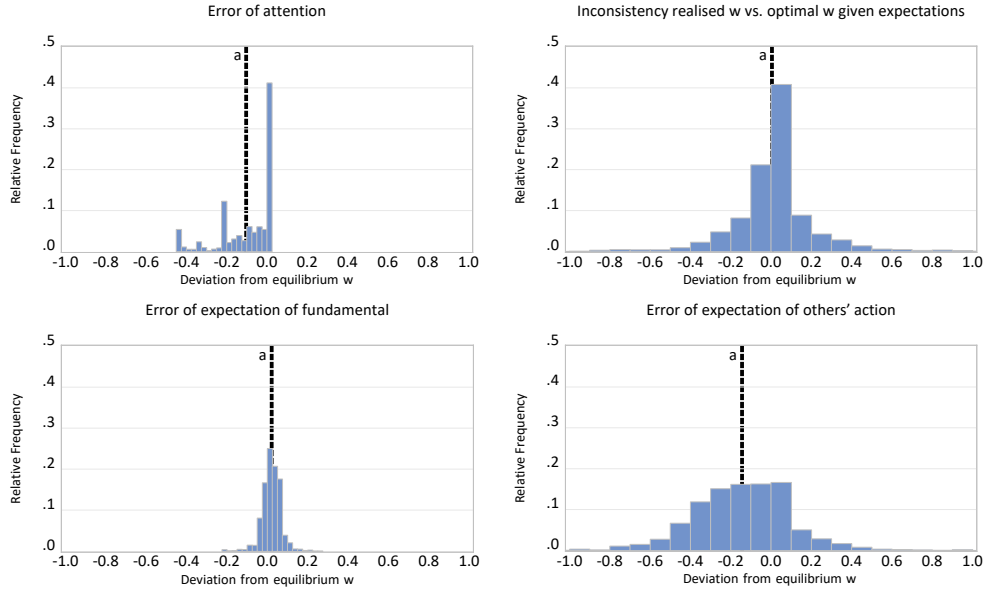 Error of attention
Relative Frequency
.5
.4
.3
.2
.1
.0
a
-1.0 -0.8 -0.6 -0.4 -0.2 0.0 0.2 0.4 0.6 0.8 1.0
Deviation from equilibrium w
Inconsistency realised w vs. optimal w given expectations
Relative Frequency
.5
.4
.3
.2
.1
.0
a
-1.0 -0.8 -0.6 -0.4 -0.2 0.0 0.2 0.4 0.6 0.8 1.0
Deviation from equilibrium w
Error of expectation of fundamental
Relative Frequency
.5
.4
.3
.2
.1
.0
a
-1.0 -0.8 -0.6 -0.4 -0.2 0.0 0.2 0.4 0.6 0.8 1.0
Deviation from equilibrium w
Error of expectation of others’ action
Relative Frequency
.5
.4
.3
.2
.1
.0
a
-1.0 -0.8 -0.6 -0.4 -0.2 0.0 0.2 0.4 0.6 0.8 1.0
Deviation from equilibrium w